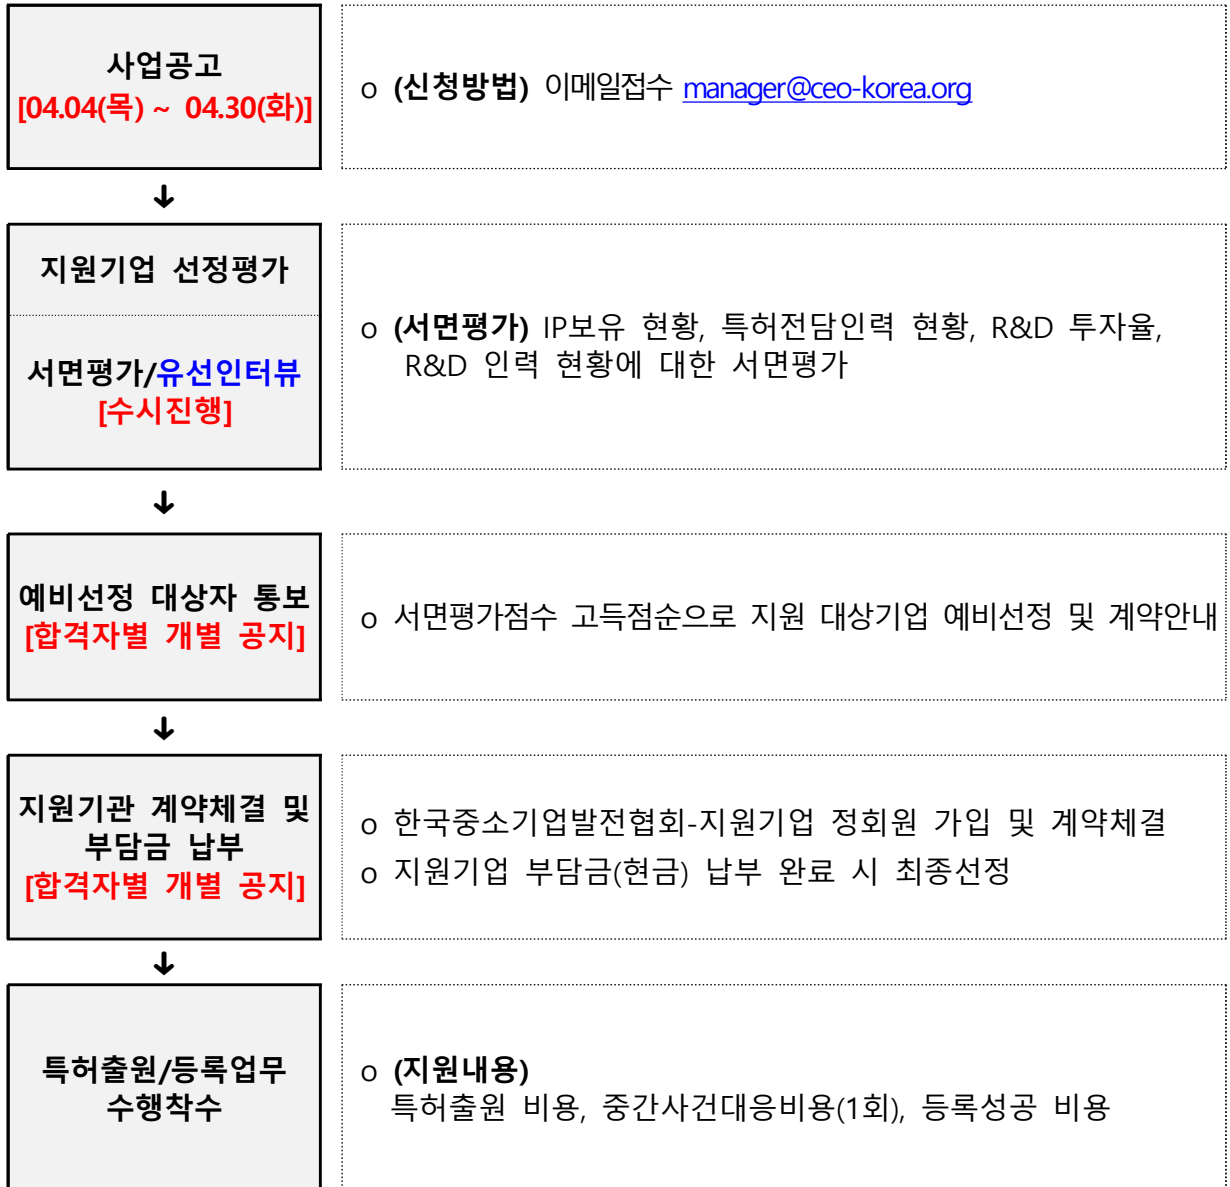 사업공고
[04.04(목) ~ 04.30(화)]
o (신청방법) 이메일접수 manager@ceo-korea.org
↓
지원기업 선정평가
서면평가/유선인터뷰
[수시진행]
o (서면평가) IP보유 현황, 특허전담인력 현황, R&D 투자율,
R&D 인력 현황에 대한 서면평가
↓
예비선정 대상자 통보
[합격자별 개별 공지]
o 서면평가점수 고득점순으로 지원 대상기업 예비선정 및 계약안내
↓
지원기관 계약체결 및
부담금 납부
[합격자별 개별 공지]
o 한국중소기업발전협회-지원기업 정회원 가입 및 계약체결
o 지원기업 부담금(현금) 납부 완료 시 최종선정
↓
특허출원/등록업무
수행착수
o (지원내용)
특허출원 비용, 중간사건대응비용(1회), 등록성공 비용